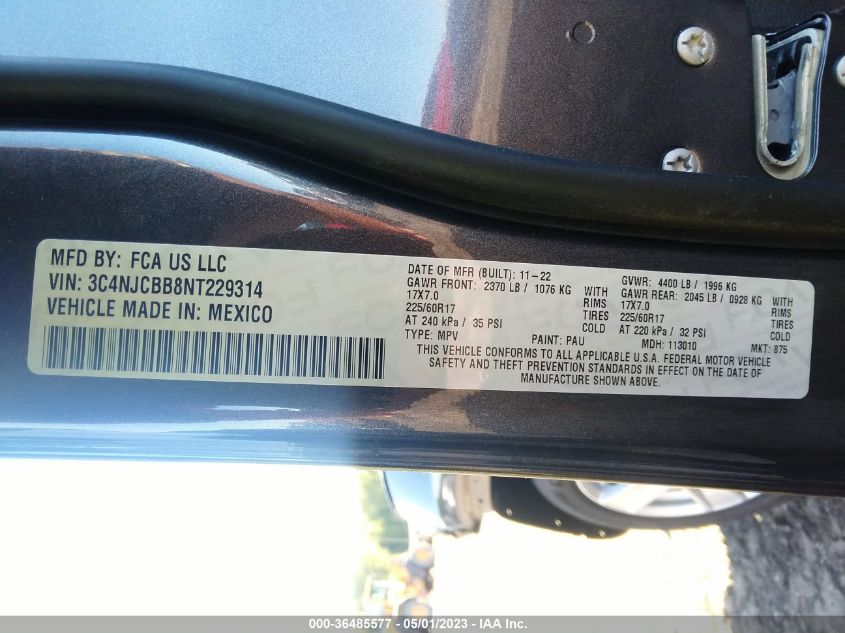 MFD BY: FCA US LLC
VIN: 3C4NJCBB8NT229314
VEHICLE MADE IN: MEXICO
DATE OF MFR (BUILT): 11-22
GAWR FRONT: 2370 LB / 1076 KG WITH
17X7.0 RIMS
225/60R17 TIRES
AT 240 kPa / 35 PSI COLD
TYPE: MPV PAINT: PAU
GVWR: 4400 LB / 1996 KG
GAWR REAR: 2045 LB / 0928 KG WITH
17X7.0 RIMS
225/60R17 TIRES
AT 220 kPa / 32 PSI COLD
MDH: 113010 MKT: 875
THIS VEHICLE CONFORMS TO ALL APPLICABLE U.S.A. FEDERAL MOTOR VEHICLE
SAFETY AND THEFT PREVENTION STANDARDS IN EFFECT ON THE DATE OF
MANUFACTURE SHOWN ABOVE.
000-36485577 - 05/01/2023 - IAA Inc.